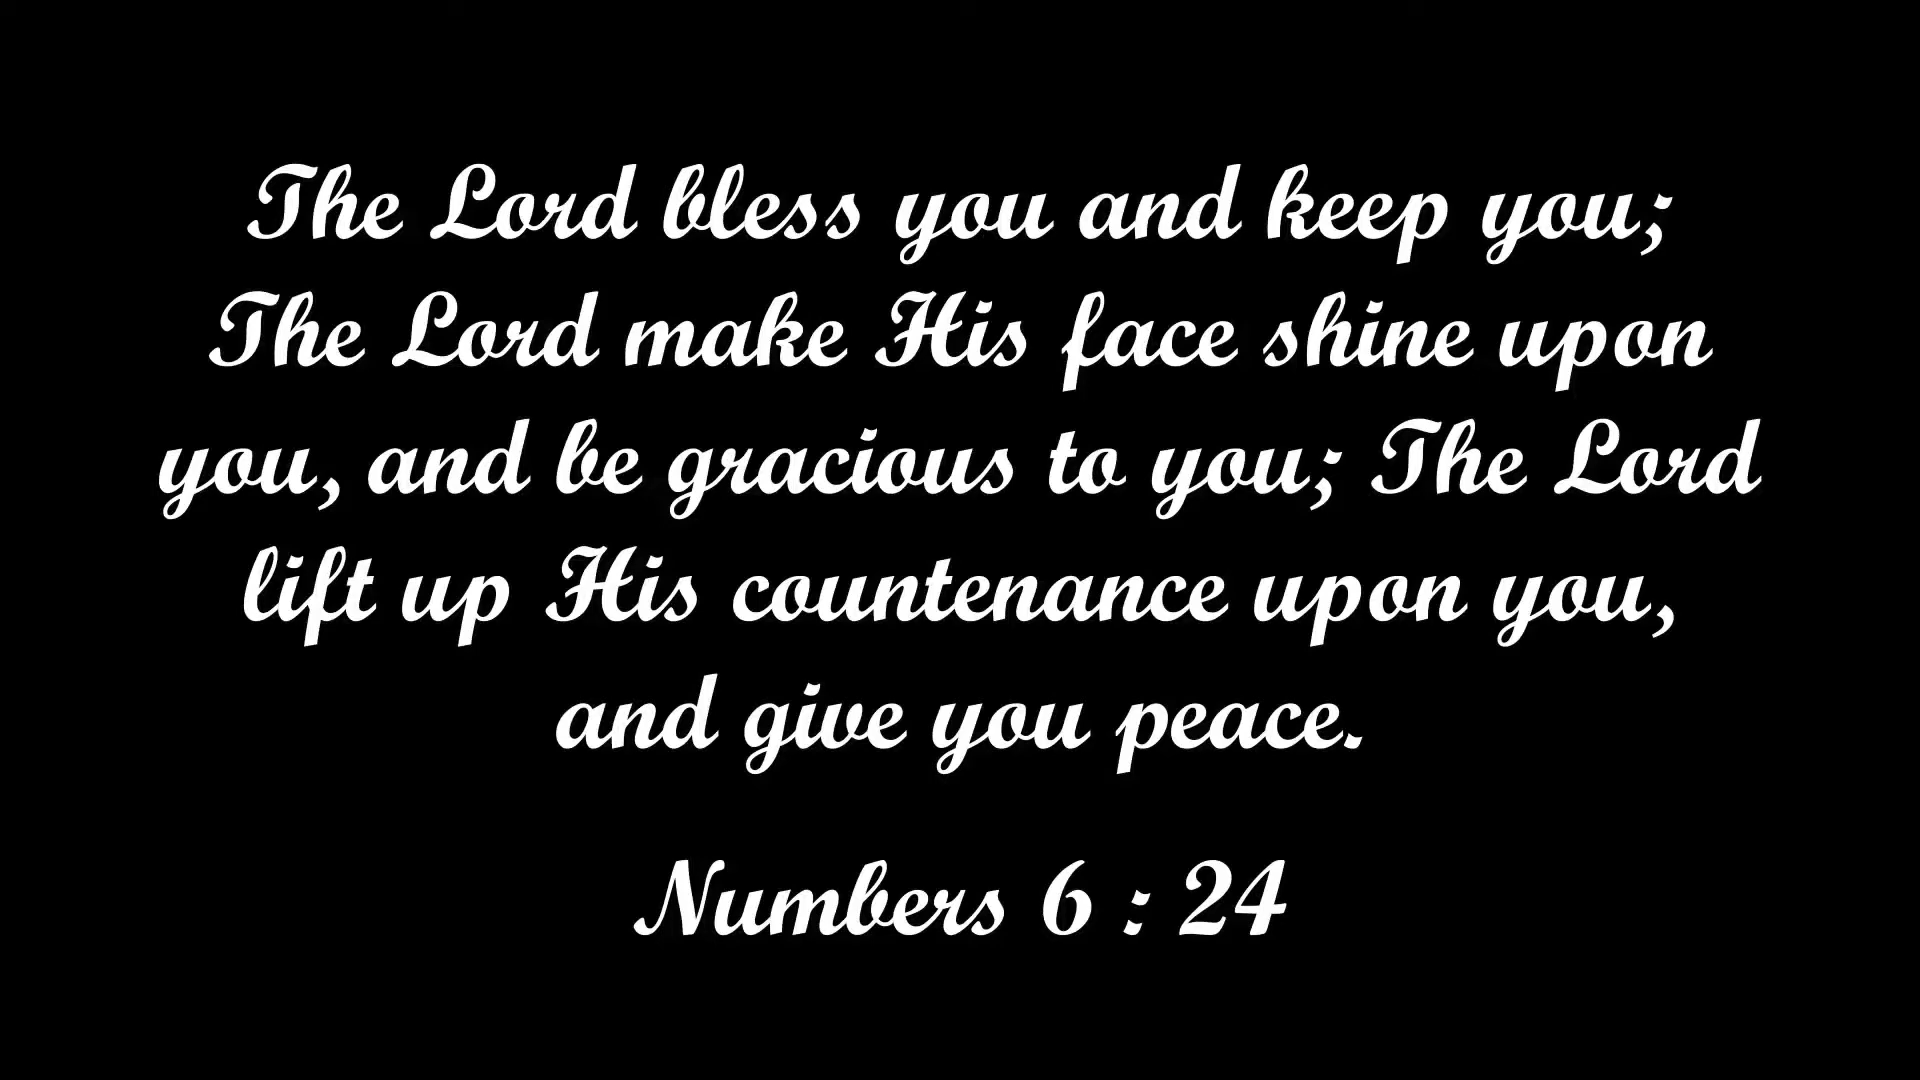 The Lord bless you and keep you;
The Lord make His face shine upon
you, and be gracious to you; The Lord
lift up His countenance upon you,
and give you peace.
Numbers 6 : 24